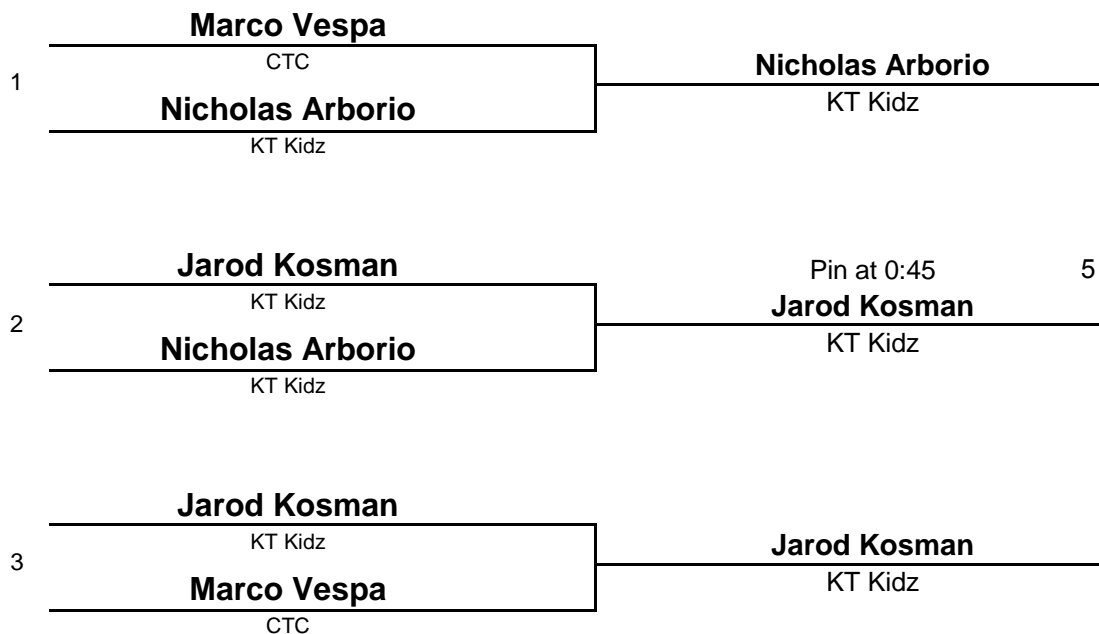 Marco Vespa
CTC
1
Nicholas Arborio
KT Kidz
Nicholas Arborio
KT Kidz
Jarod Kosman
KT Kidz
2
Nicholas Arborio
KT Kidz
Pin at 0:45 5
Jarod Kosman
KT Kidz
Jarod Kosman
KT Kidz
3
Marco Vespa
CTC
Jarod Kosman
KT Kidz